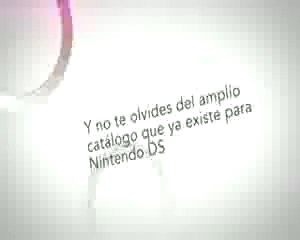 Y no te olvides del amplio
catálogo que ya existe para
Nintendo DS